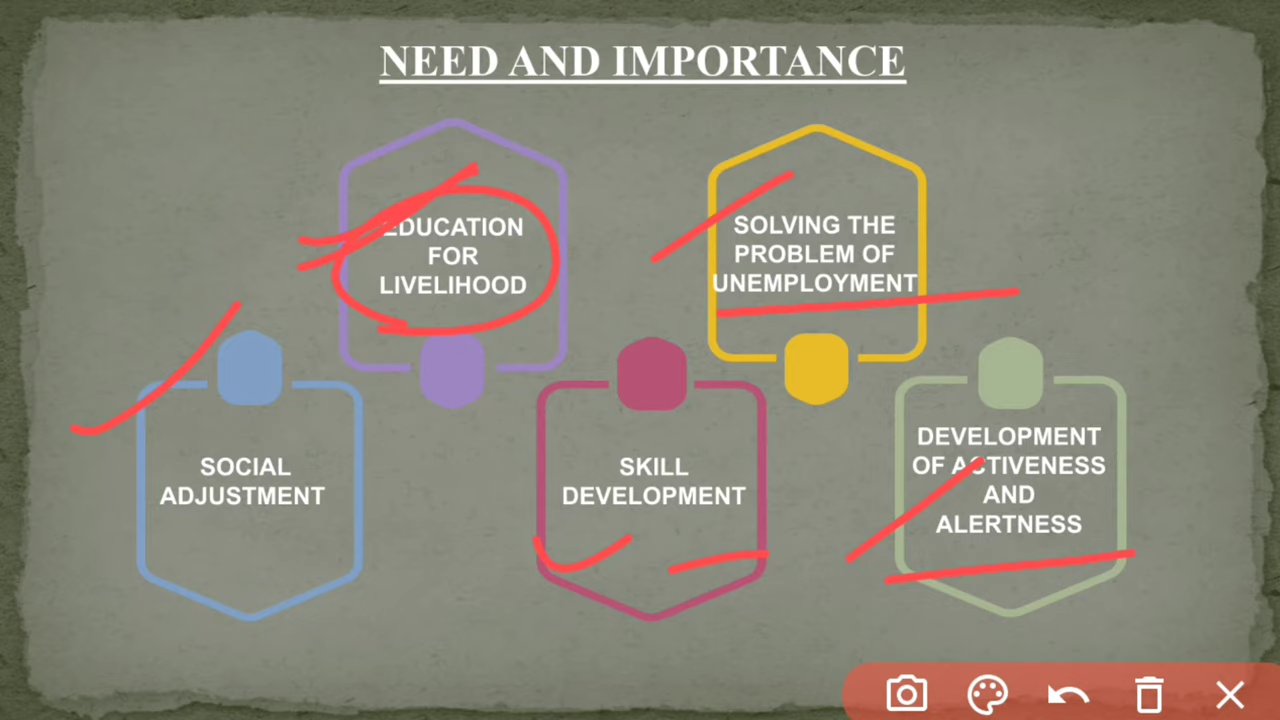 NEED AND IMPORTANCE
EDUCATION
FOR
LIVELIHOOD
SOLVING THE
PROBLEM OF
UNEMPLOYMENT
SOCIAL
ADJUSTMENT
SKILL
DEVELOPMENT
DEVELOPMENT
OF ACTIVENESS
AND
ALERTNESS